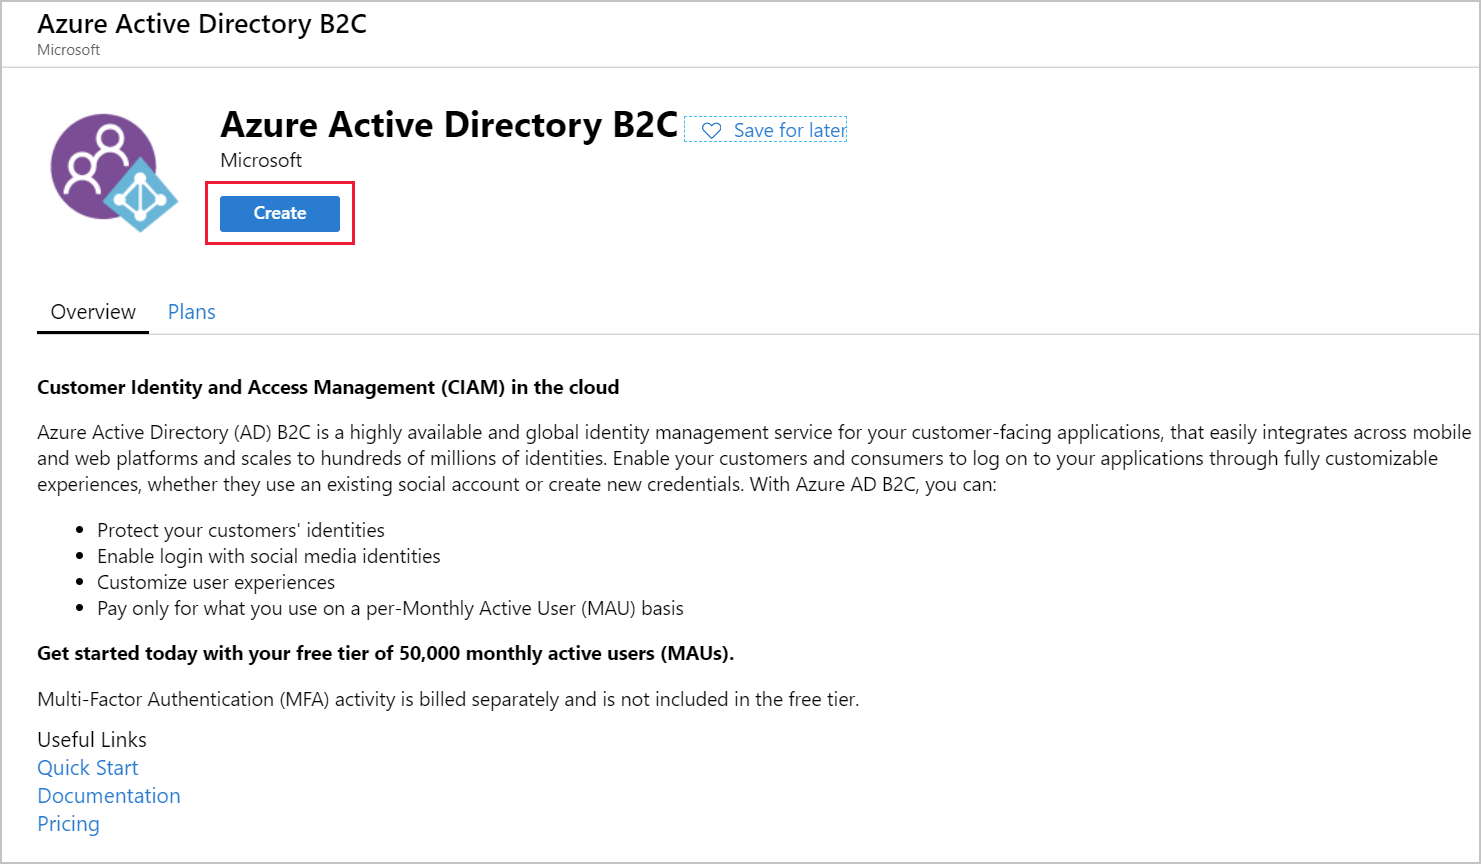 Azure Active Directory B2C
Microsoft
Azure Active Directory B2C
Save for later
Microsoft
Create
Overview
Plans
Customer Identity and Access Management (CIAM) in the cloud
Azure Active Directory (AD) B2C is a highly available and global identity management service for your customer-facing applications, that easily integrates across mobile
and web platforms and scales to hundreds of millions of identities. Enable your customers and consumers to log on to your applications through fully customizable
experiences, whether they use an existing social account or create new credentials. With Azure AD B2C, you can:
• Protect your customers' identities
• Enable login with social media identities
• Customize user experiences
• Pay only for what you use on a per-Monthly Active User (MAU) basis
Get started today with your free tier of 50,000 monthly active users (MAUs).
Multi-Factor Authentication (MFA) activity is billed separately and is not included in the free tier.
Useful Links
Quick Start
Documentation
Pricing